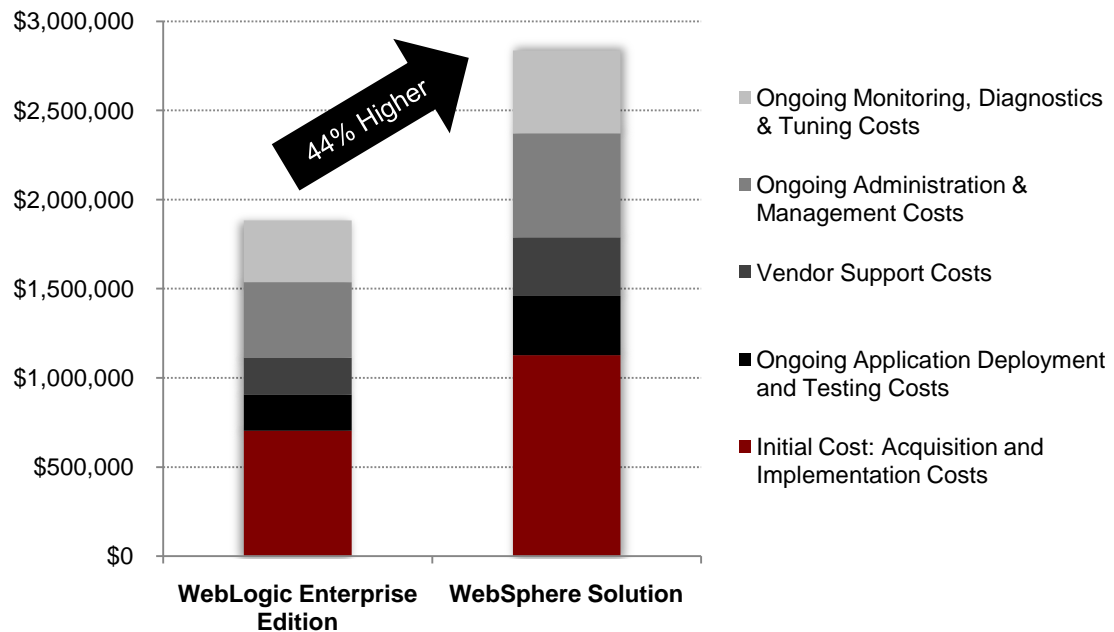 $3,000,000
$2,500,000
$2,000,000
$1,500,000
$1,000,000
$500,000
$0
44% Higher
WebLogic Enterprise
Edition
WebSphere Solution
Ongoing Monitoring, Diagnostics
& Tuning Costs
Ongoing Administration &
Management Costs
Vendor Support Costs
Ongoing Application Deployment
and Testing Costs
Initial Cost: Acquisition and
Implementation Costs